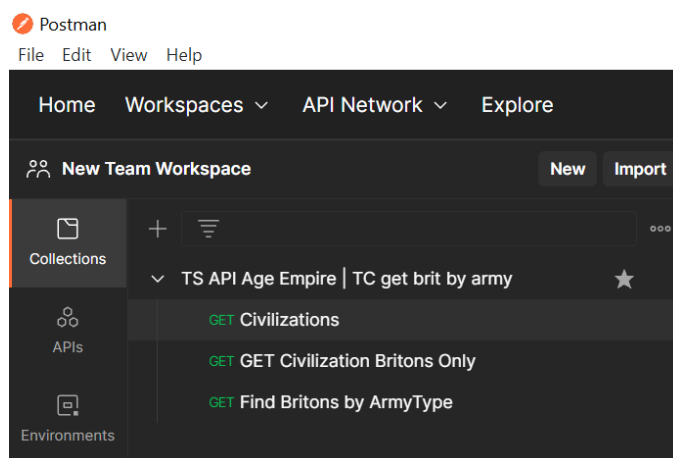 Postman
File Edit View Help
Home Workspaces API Network Explore
New Team Workspace New Import
Collections
TS API Age Empire | TC get brit by army
GET Civilizations
APIs
GET GET Civilization Britons Only
GET Find Britons by ArmyType
Environments